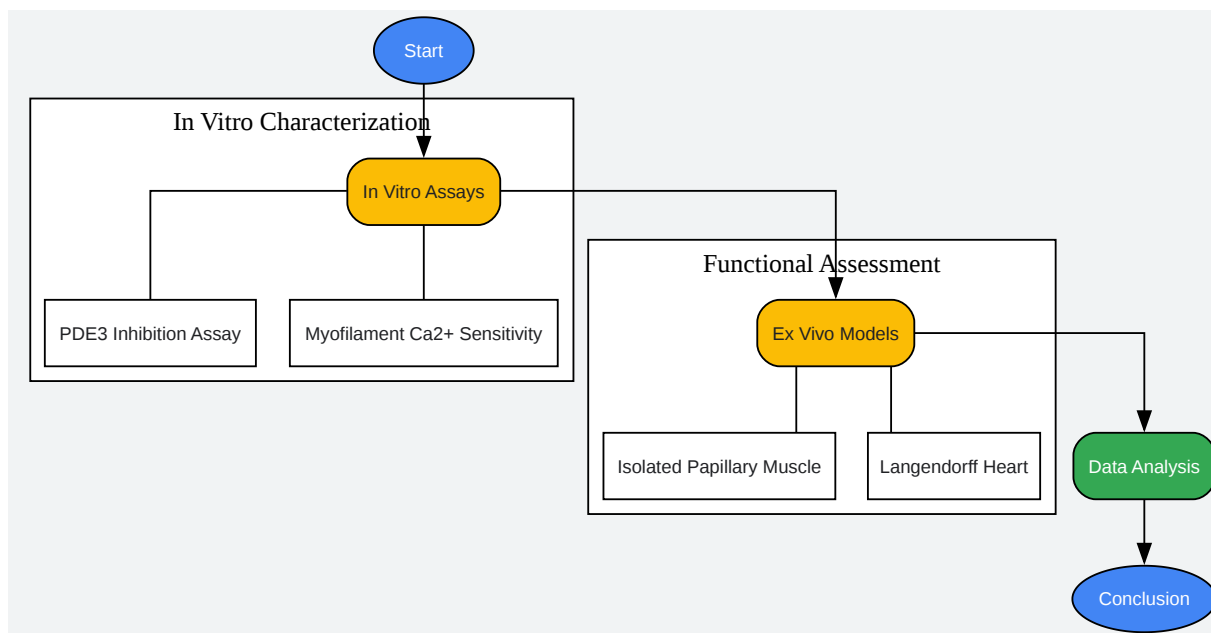 Start
In Vitro Characterization
In Vitro Assays
PDE3 Inhibition Assay
Myofilament Ca2+ Sensitivity
Functional Assessment
Ex Vivo Models
Isolated Papillary Muscle
Langendorff Heart
Data Analysis
Conclusion